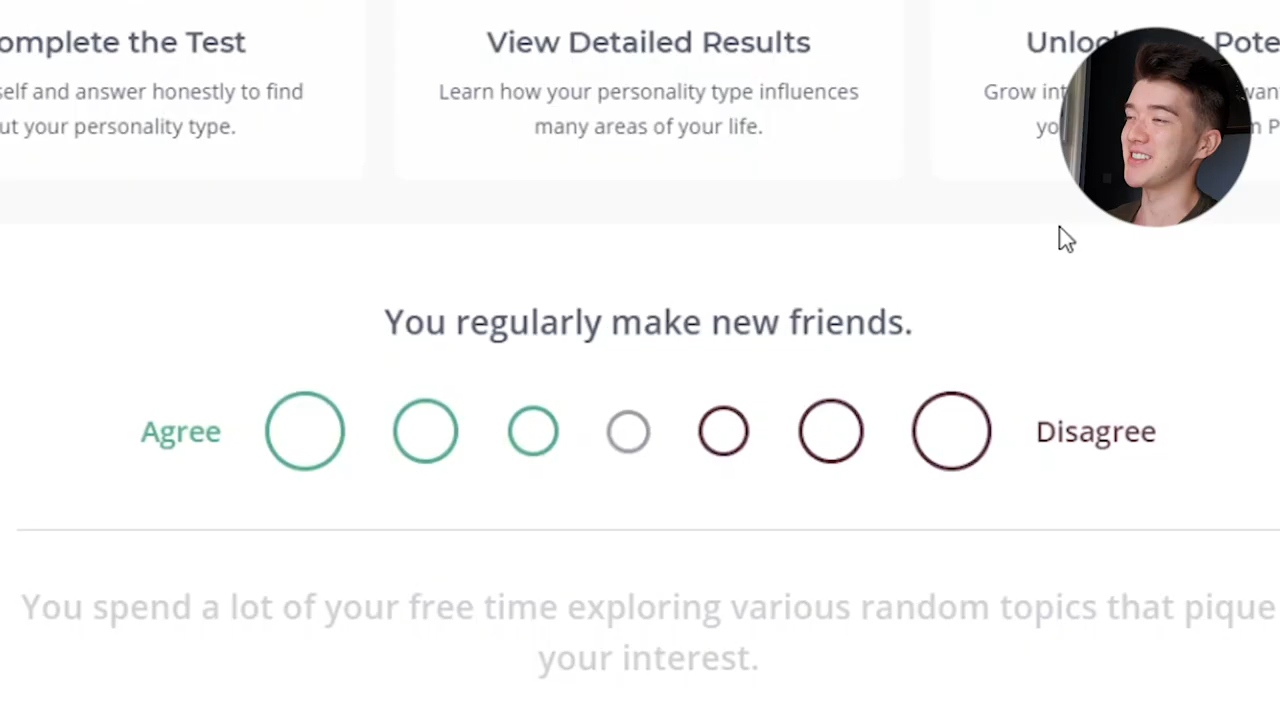 omplete the Test
View Detailed Results
self and answer honestly to find
Learn how your personality type influences
Grow
ut your personality type.
many areas of your life.
You regularly make new friends.
Agree
Disagree
You spend a lot of your free time exploring various random topics that pique
your interest.